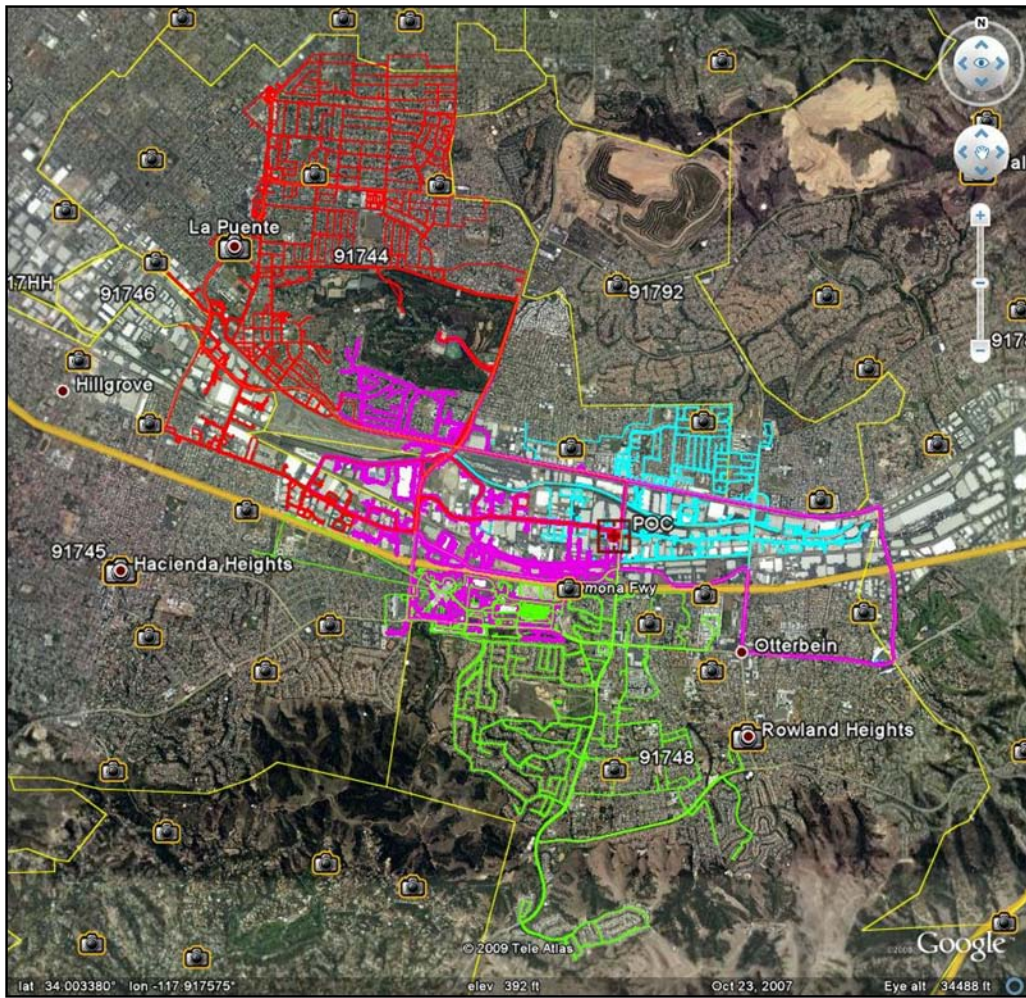 N
La Puente
91744
17HH
91746
91792
Hillgrove
POC
91745
Hacienda Heights
mona Fwy
Otterbein
Rowland Heights
91748
© 2009 Tele Atlas
©2009 Google
lat 34.003380° lon -117.917575° elev 392 ft Oct 23, 2007 Eye alt 34488 ft